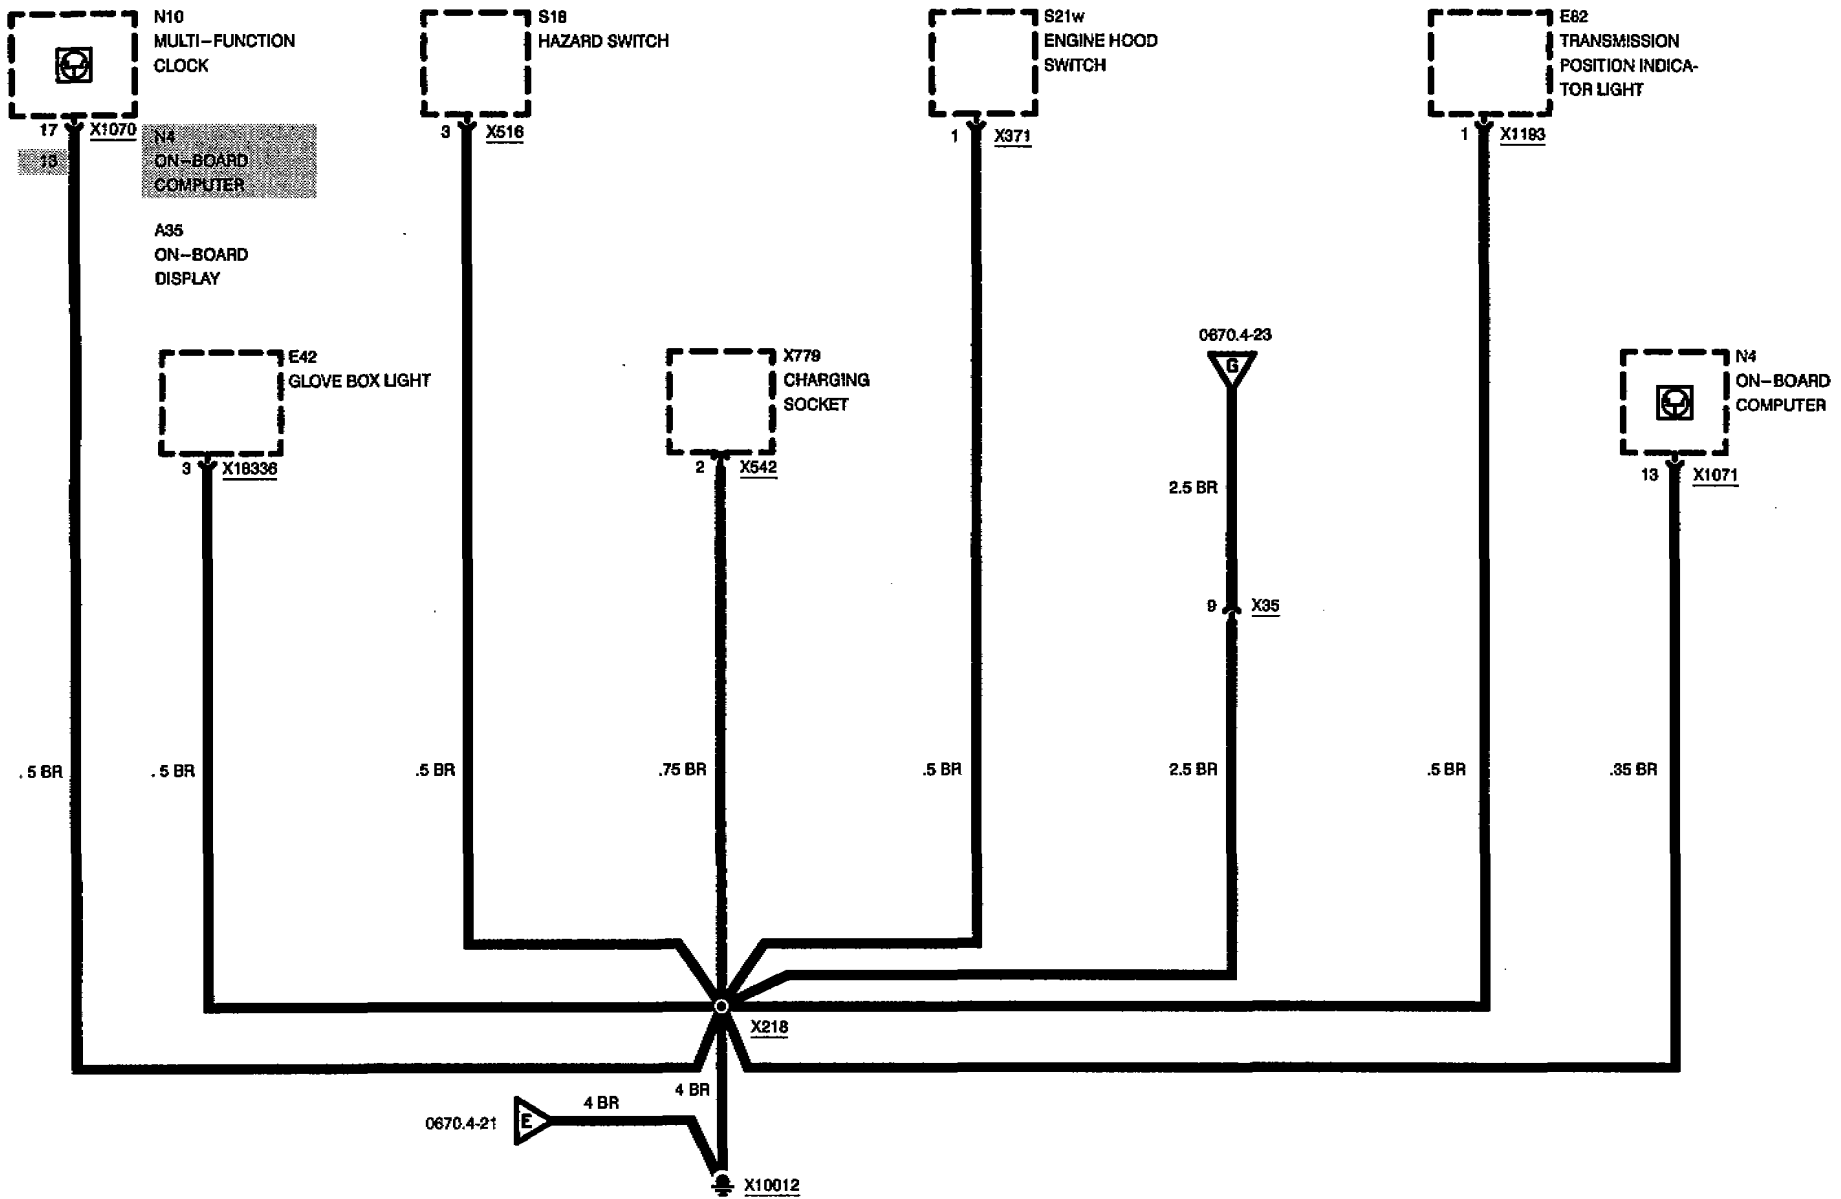 N10
MULTI-FUNCTION
CLOCK
S18
HAZARD SWITCH
S21w
ENGINE HOOD
SWITCH
E82
TRANSMISSION
POSITION INDICA-
TOR LIGHT
17 X1070
13
N4
ON-BOARD
COMPUTER
3 X516
1 X371
1 X1193
A35
ON-BOARD
DISPLAY
E42
GLOVE BOX LIGHT
X779
CHARGING
SOCKET
0670.4-23
G
N4
ON-BOARD
COMPUTER
3 X18336
2 X542
2.5 BR
13 X1071
9 X35
.5 BR
.5 BR
.5 BR
.75 BR
.5 BR
2.5 BR
.5 BR
.35 BR
X218
4 BR
0670.4-21
E
4 BR
X10012